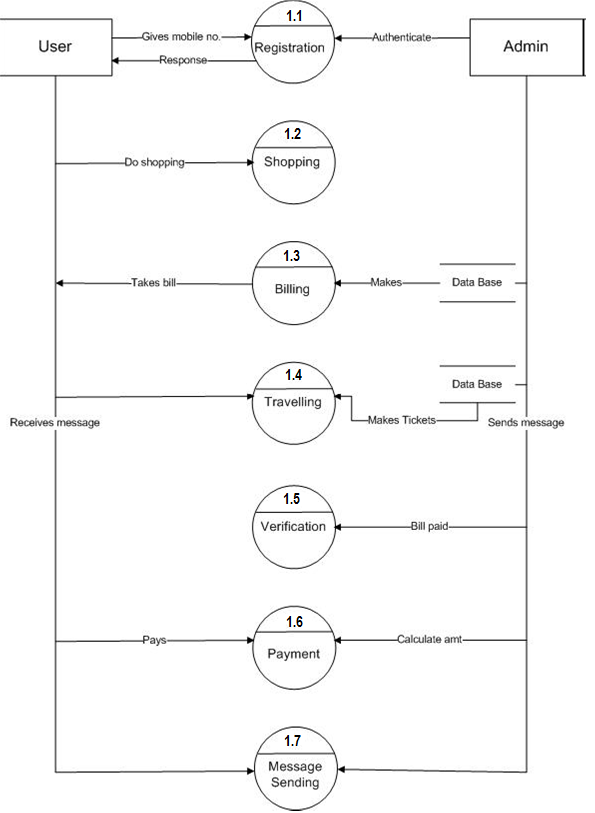 User
Gives mobile no.
1.1
Registration
Authenticate
Admin
Response
1.2
Do shopping
Shopping
1.3
Takes bill
Billing
Makes
Data Base
1.4
Travelling
Data Base
Receives message
Makes Tickets
Sends message
1.5
Verification
Bill paid
1.6
Pays
Payment
Calculate amt
1.7
Message
Sending